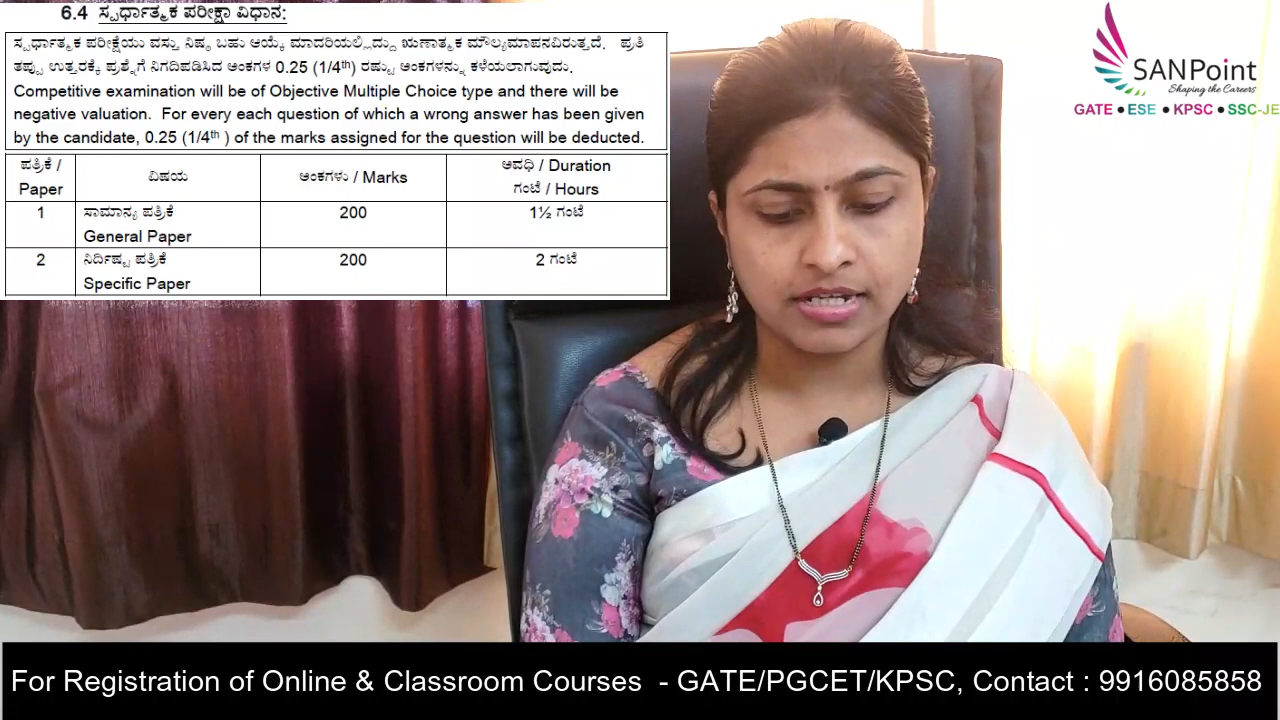 6.4 ಸ್ಪರ್ಧಾತ್ಮಕ ಪರೀಕ್ಷಾ ವಿಧಾನ:
ಸ್ಪರ್ಧಾತ್ಮಕ ಪರೀಕ್ಷೆಯು ವಸ್ತು ನಿಷ್ಠ ಬಹು ಆಯ್ಕೆ ಮಾದರಿಯಲ್ಲಿದ್ದು ಋಣಾತ್ಮಕ ಮೌಲ್ಯಮಾಪನವಿರುತ್ತದೆ. ಪ್ರತಿ
ತಪ್ಪು ಉತ್ತರಕ್ಕೆ ಪ್ರಶ್ನೆಗೆ ನಿಗದಿಪಡಿಸಿದ ಅಂಕಗಳ 0.25 (1/4th) ರಷ್ಟು ಅಂಕಗಳನ್ನು ಕಳೆಯಲಾಗುವುದು.
Competitive examination will be of Objective Multiple Choice type and there will be
negative valuation. For every each question of which a wrong answer has been given
by the candidate, 0.25 (1/4th ) of the marks assigned for the question will be deducted.
ಪತ್ರಿಕೆ / Paper ವಿಷಯ ಅಂಕಗಳು / Marks ಅವಧಿ / Duration
ಗಂಟೆ / Hours
1 ಸಾಮಾನ್ಯ ಪತ್ರಿಕೆ 200 1½ ಗಂಟೆ
General Paper
2 ನಿರ್ದಿಷ್ಟ ಪತ್ರಿಕೆ 200 2 ಗಂಟೆ
Specific Paper
SANPoint
Shaping the Careers
GATE • ESE • KPSC • SSC-JE
For Registration of Online & Classroom Courses - GATE/PGCET/KPSC, Contact : 9916085858